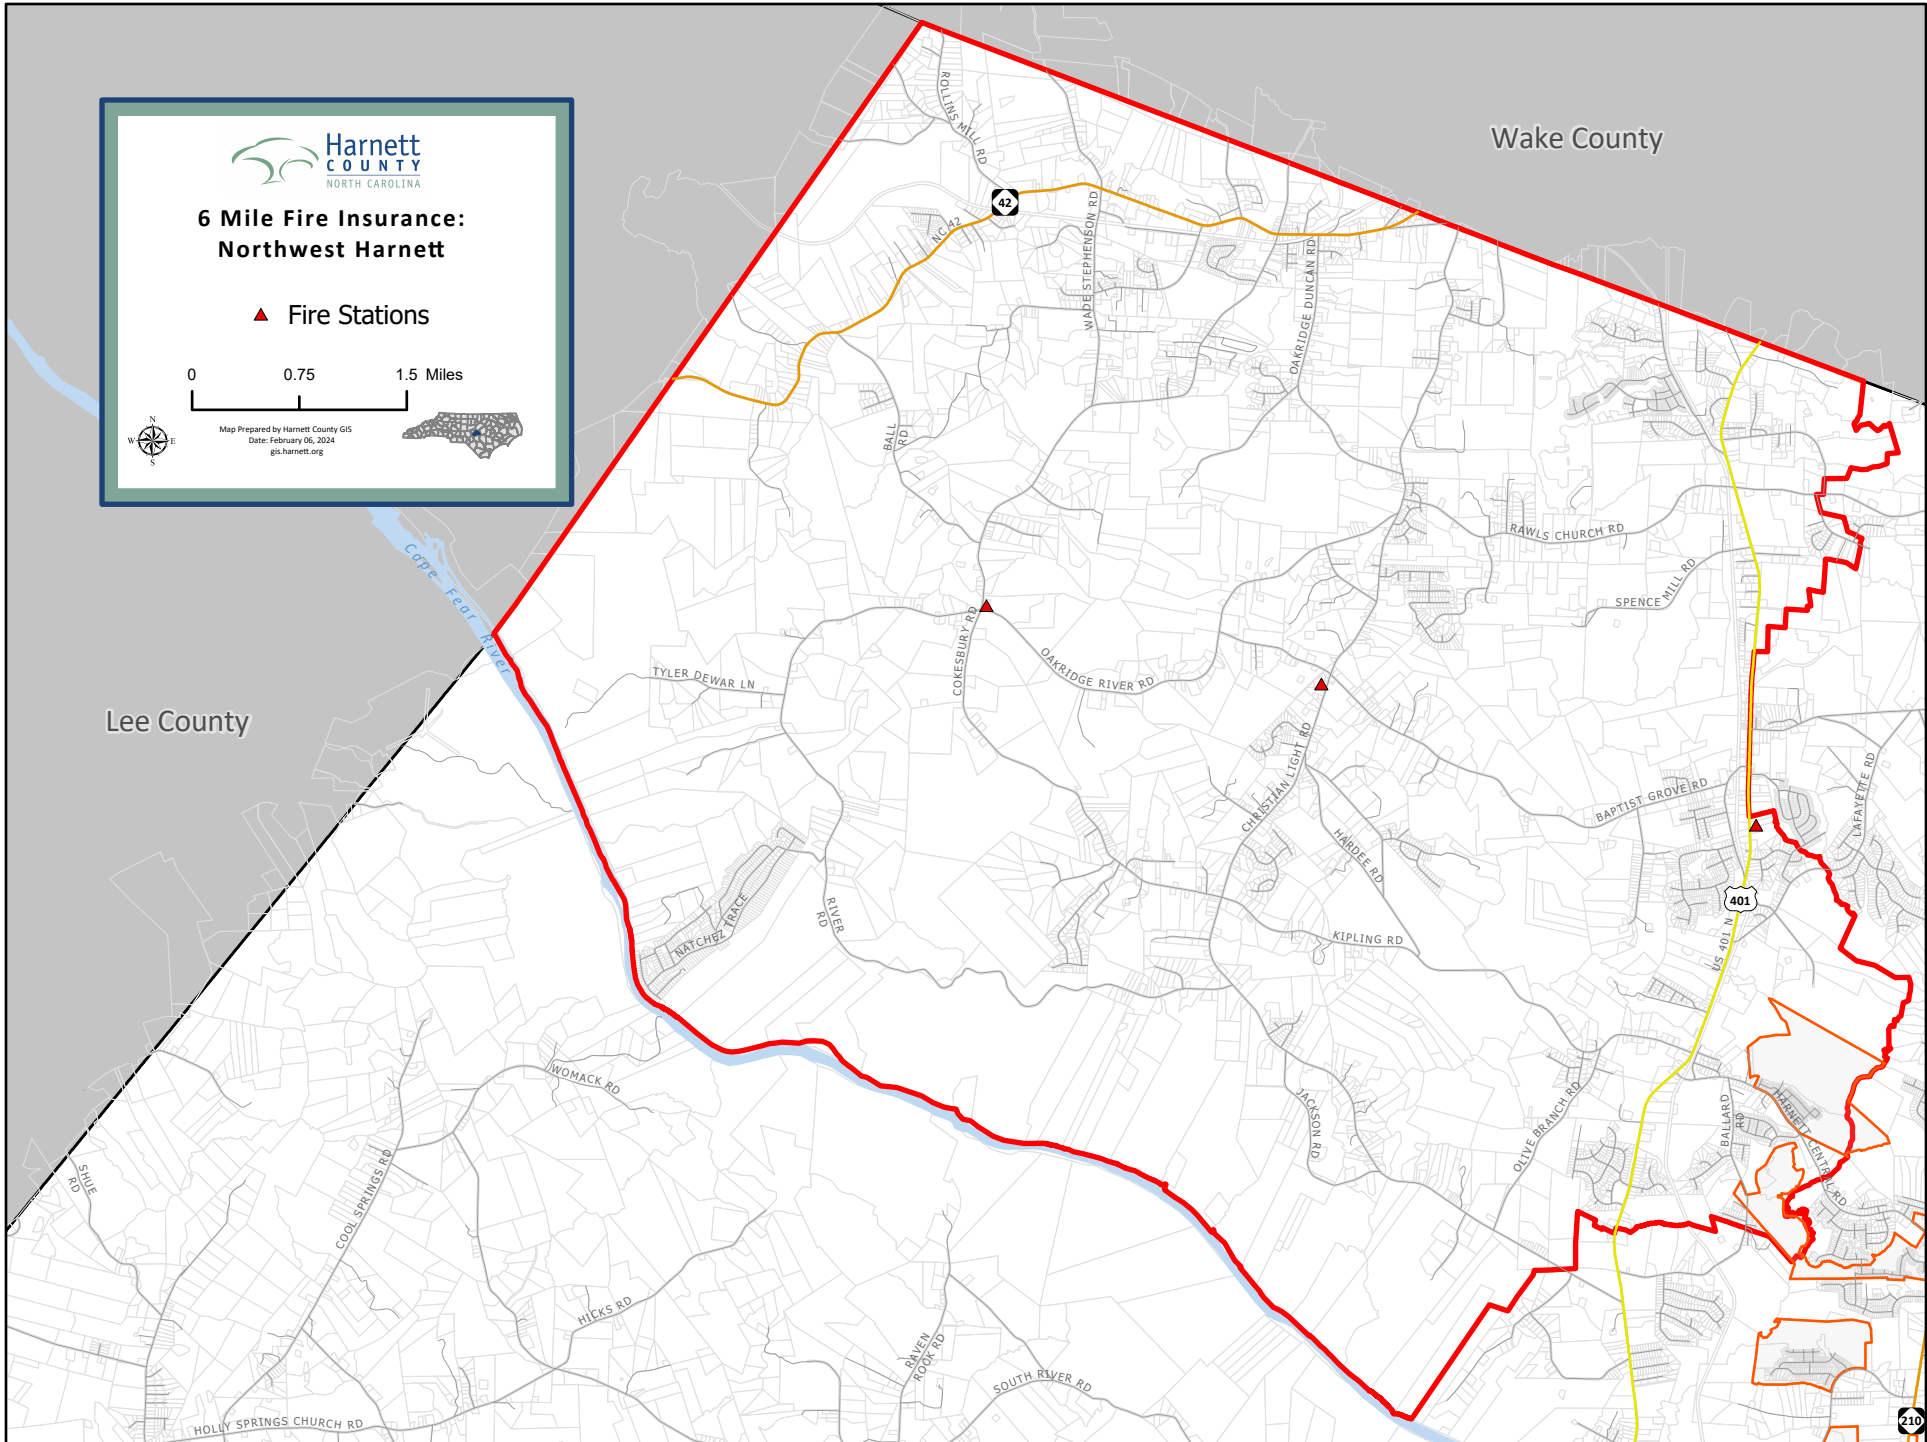 Harnett
COUNTY
NORTH CAROLINA
6 Mile Fire Insurance:
Northwest Harnett
Fire Stations
0 0.75 1.5 Miles
N
W E
S
Map Prepared by Harnett County GIS
Date: February 06, 2024
gis.harnett.org
Wake County
Lee County
Cape Fear River
ROLLINS MILL RD
42
NC 42
WADE STEPHENSON RD
OAKRIDGE DUNCAN RD
BALL
RD
RAWLS CHURCH RD
SPENCE MILL RD
COKESBURY RD
OAKRIDGE RIVER RD
TYLER DEWAR LN
CHRISTIAN LIGHT RD
HARDEE RD
BAPTIST GROVE RD
LAFAYETTE RD
401
US 401 N
NATCHEZ TRACE
RIVER
RD
KIPLING RD
WOMACK RD
JACKSON RD
OLIVE BRANCH RD
BALLARD
RD
HARNETT CENTRAL RD
SHUE
RD
COOL SPRINGS RD
HICKS RD
RAVEN
ROCK RD
SOUTH RIVER RD
HOLLY SPRINGS CHURCH RD
210